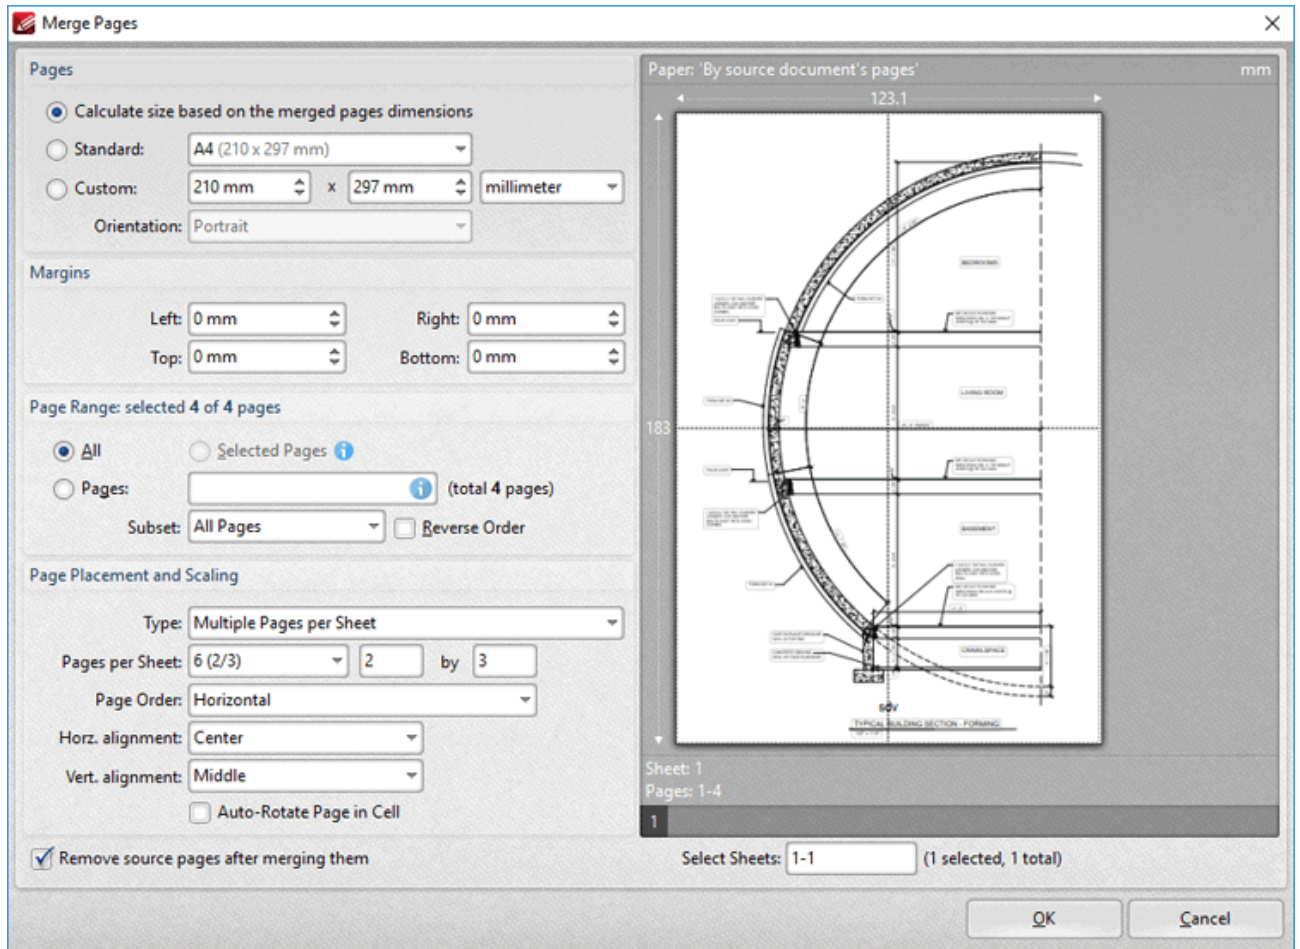 Merge Pages
Pages
Calculate size based on the merged pages dimensions
Standard: A4 (210 x 297 mm)
Custom: 210 mm x 297 mm millimeter
Orientation: Portrait
Margins
Left: 0 mm Right: 0 mm
Top: 0 mm Bottom: 0 mm
Page Range: selected 4 of 4 pages
All Selected Pages
Pages: (total 4 pages)
Subset: All Pages Reverse Order
Page Placement and Scaling
Type: Multiple Pages per Sheet
Pages per Sheet: 6 (2/3) 2 by 3
Page Order: Horizontal
Horz. alignment: Center
Vert. alignment: Middle
Auto-Rotate Page in Cell
Remove source pages after merging them
Paper: 'By source document's pages' mm
123.1
183
BEDROOMS
LIVING ROOM
BASEMENT
CRAWLSPACE
TYPICAL BUILDING SECTION - FORMING
Sheet: 1
Pages: 1-4
1
Select Sheets: 1-1 (1 selected, 1 total)
OK Cancel